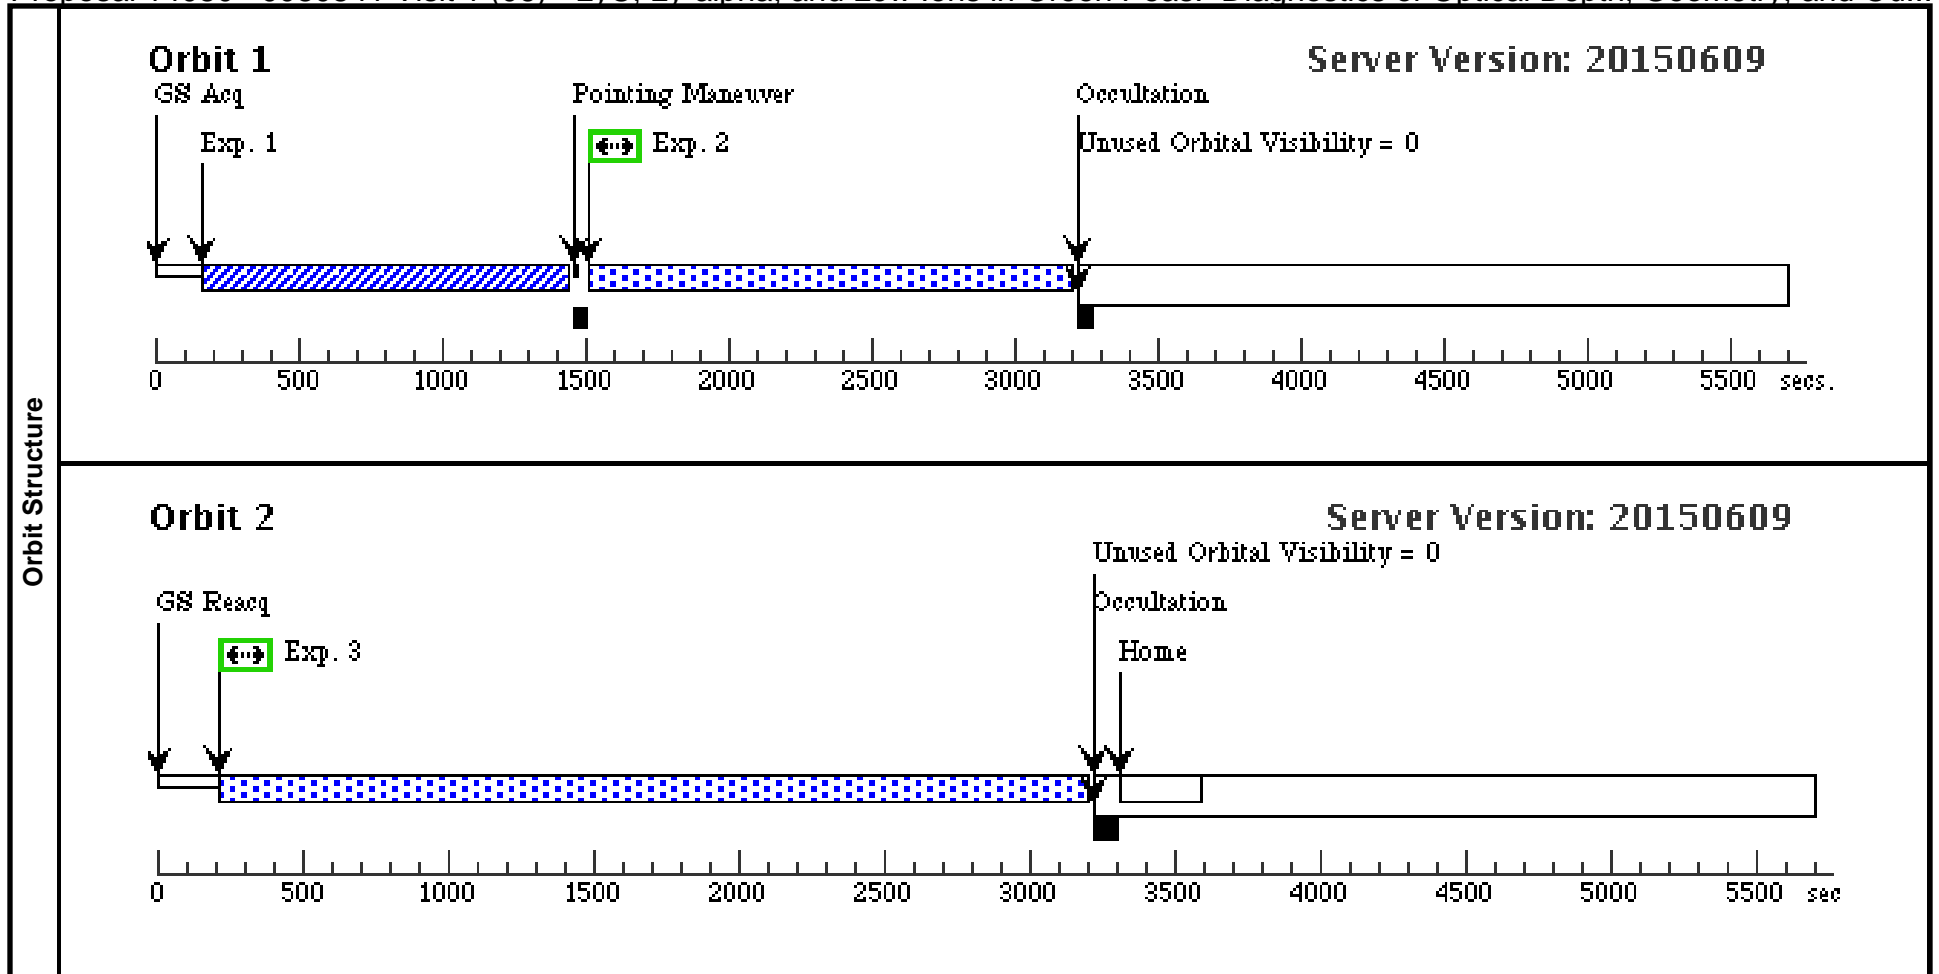 Orbit Structure
Orbit 1
Server Version: 20150609
GS Acq
Pointing Maneuver
Occultation
Exp. 1
Exp. 2
Unused Orbital Visibility = 0
0 500 1000 1500 2000 2500 3000 3500 4000 4500 5000 5500 secs.
Orbit 2
Server Version: 20150609
Unused Orbital Visibility = 0
GS Reacq
Occultation
Exp. 3
Home
0 500 1000 1500 2000 2500 3000 3500 4000 4500 5000 5500 sec